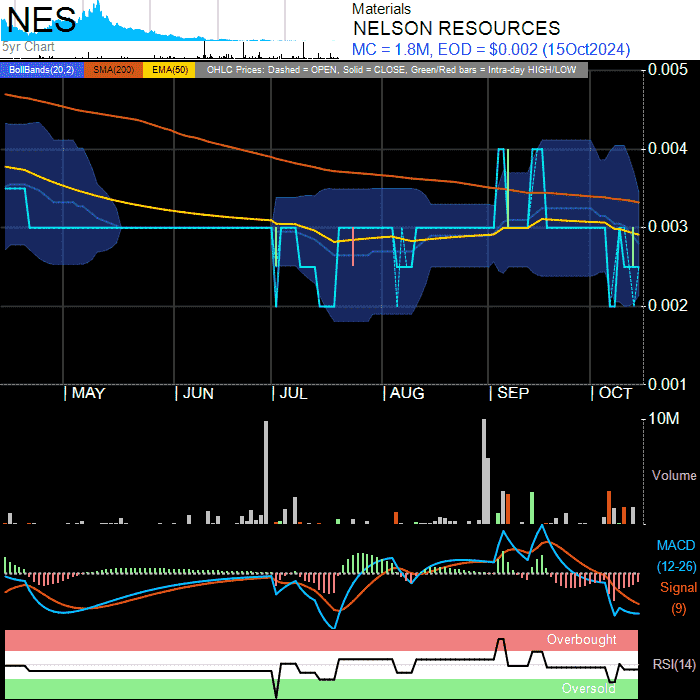 NES
5yr Chart
Materials
NELSON RESOURCES
MC = 1.8M, EOD = $0.002 (15Oct2024)
BollBands(20,2) SMA(200) EMA(50) OHLC Prices: Dashed = OPEN, Solid = CLOSE, Green/Red bars = Intra-day HIGH/LOW
0.005
0.004
0.003
0.002
0.001
MAY JUN JUL AUG SEP OCT
10M
Volume
MACD
(12-26)
Signal
(9)
Overbought
RSI(14)
Oversold